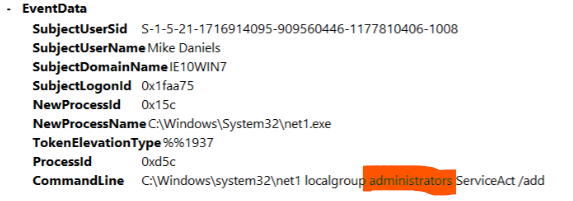 - EventData
SubjectUserSid S-1-5-21-1716914095-909560446-1177810406-1008
SubjectUserName Mike Daniels
SubjectDomainName IE10WIN7
SubjectLogonId 0x1faa75
NewProcessId 0x15c
NewProcessName C:\Windows\System32\net1.exe
TokenElevationType %%1937
ProcessId 0xd5c
CommandLine C:\Windows\system32\net1 localgroup administrators ServiceAct /add